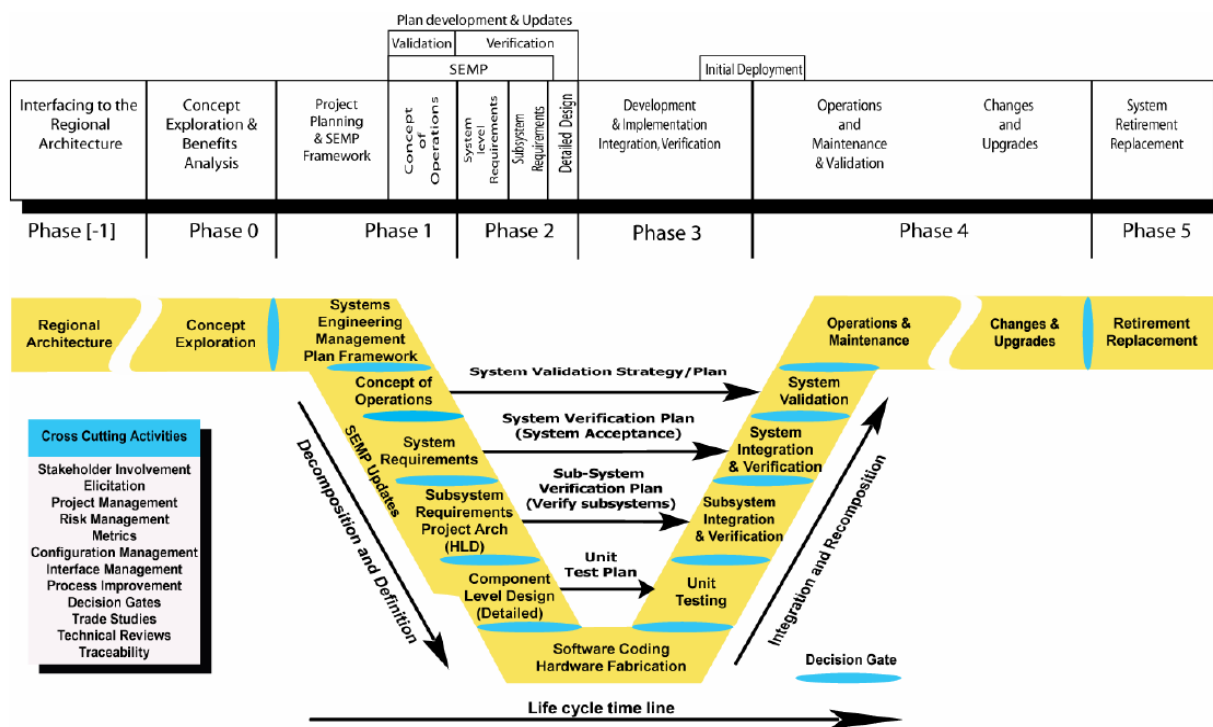 Plan development & Updates
Validation
Verification
SEMP
Initial Deployment
Interfacing to the
Regional
Architecture
Concept
Exploration &
Benefits
Analysis
Project
Planning
& SEMP
Framework
Concept
of
Operations
System
level
Requirements
Subsystem
Requirements
Detailed Design
Development
& Implementation
Integration, Verification
Operations
and
Maintenance
& Validation
Changes
and
Upgrades
System
Retirement
Replacement
Phase [-1]
Phase 0
Phase 1
Phase 2
Phase 3
Phase 4
Phase 5
Regional
Architecture
Concept
Exploration
Systems
Engineering
Management
Plan Framework
Concept of
Operations
System
Requirements
Subsystem
Requirements
Project Arch
(HLD)
Component
Level Design
(Detailed)
SEMP Updates
Decomposition and Definition
System Validation Strategy/Plan
System Verification Plan
(System Acceptance)
Sub-System
Verification Plan
(Verify subsystems)
Unit
Test Plan
Software Coding
Hardware Fabrication
Unit
Testing
Subsystem
Integration
& Verification
System
Integration
& Verification
System
Validation
Operations &
Maintenance
Changes &
Upgrades
Retirement
Replacement
Integration and Recomposition
Cross Cutting Activities
Stakeholder Involvement
Elicitation
Project Management
Risk Management
Metrics
Configuration Management
Interface Management
Process Improvement
Decision Gates
Trade Studies
Technical Reviews
Traceability
Decision Gate
Life cycle time line